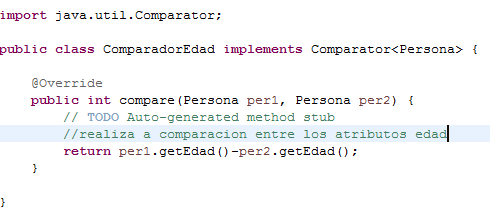 import java.util.Comparator;
public class ComparadorEdad implements Comparator<Persona> {
@Override
public int compare(Persona per1, Persona per2) {
// TODO Auto-generated method stub
//realiza a comparacion entre los atributos edad
return per1.getEdad()-per2.getEdad();
}
}